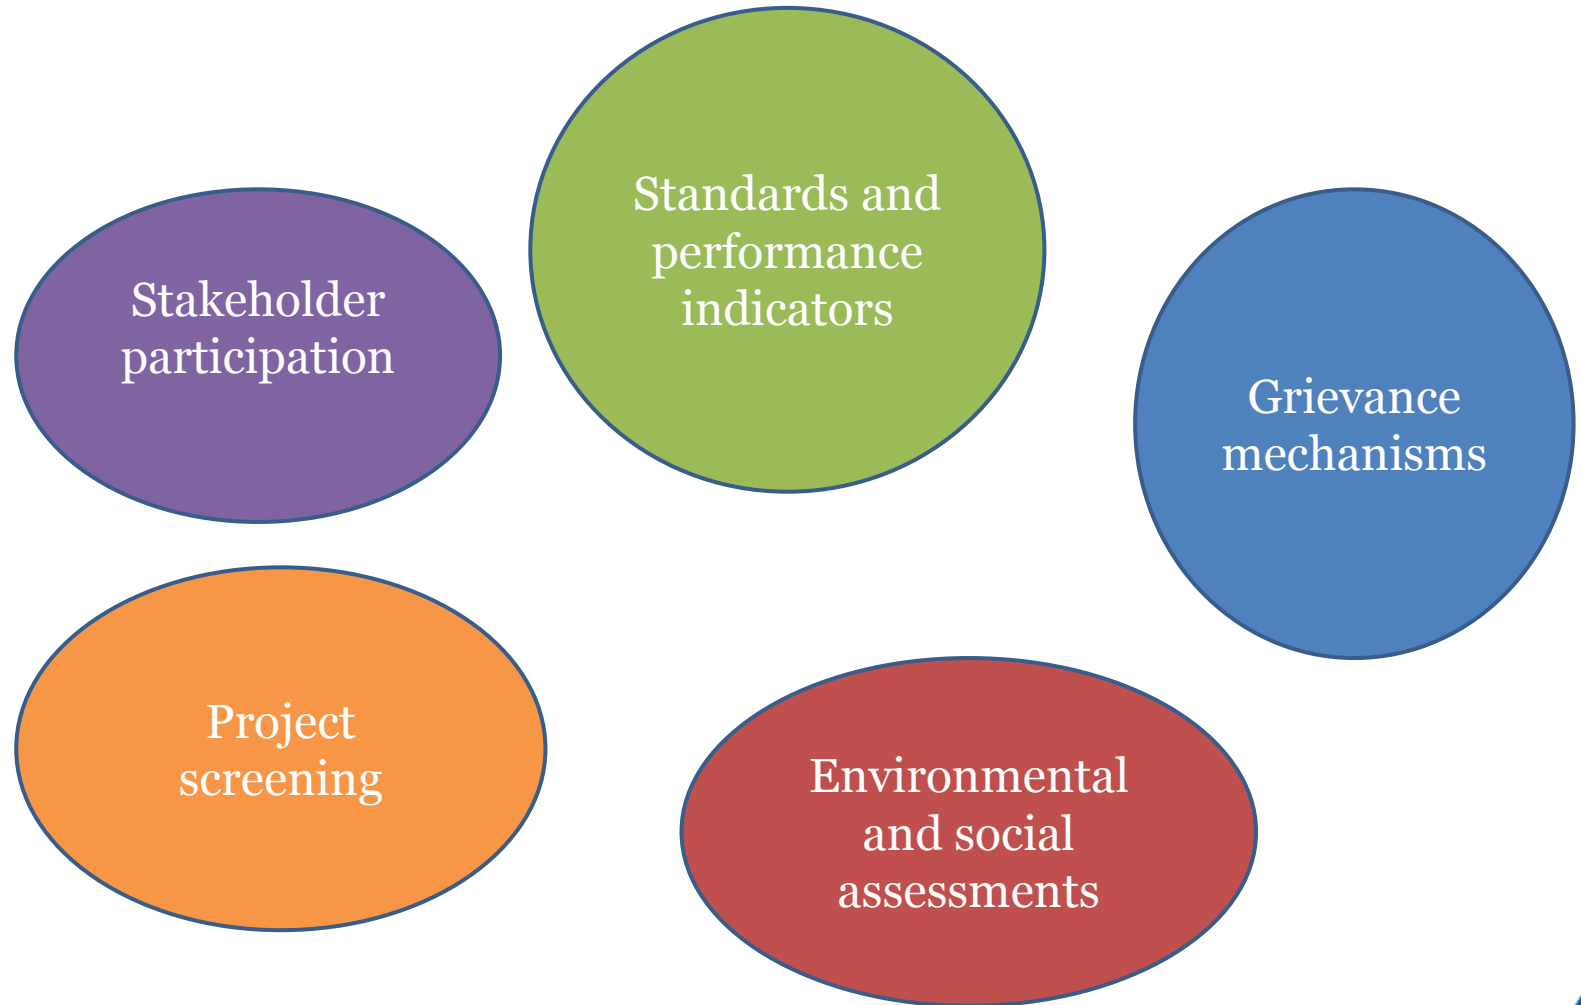 Standards and
performance
indicators
Stakeholder
participation
Grievance
mechanisms
Project
screening
Environmental
and social
assessments